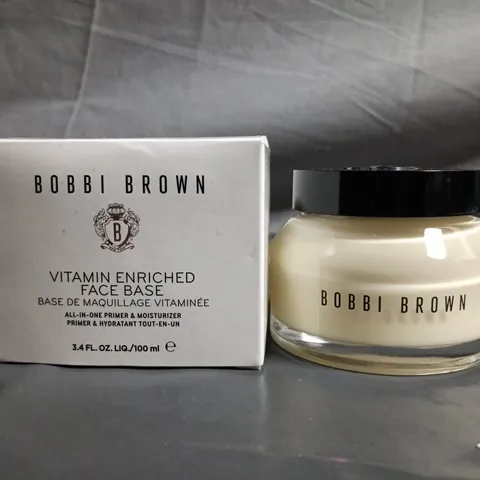 BOBBI BROWN
B
VITAMIN ENRICHED
FACE BASE
BASE DE MAQUILLAGE VITAMINÉE
ALL-IN-ONE PRIMER & MOISTURIZER
PRIMER & HYDRATANT TOUT-EN-UN
3.4 FL. OZ. LIQ./100 ml ℮
BOBBI BROWN